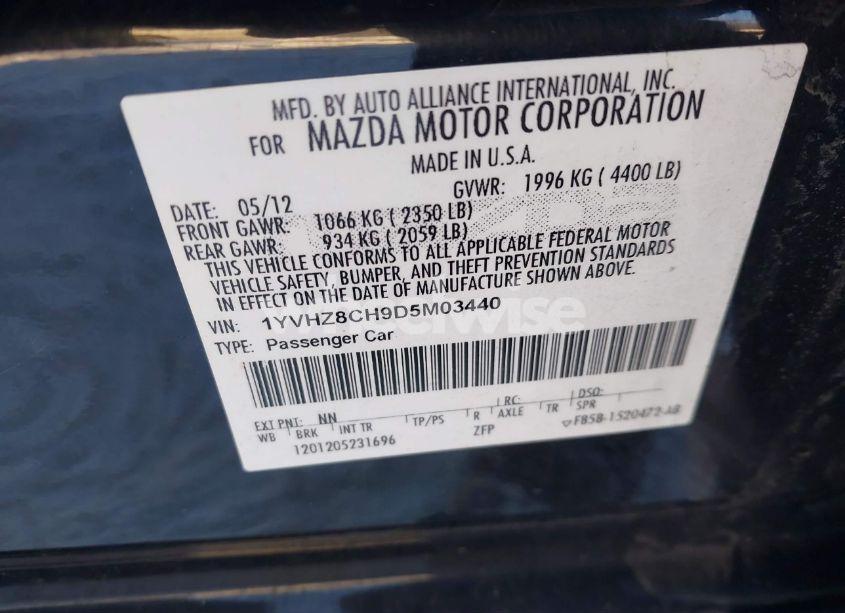 MFD. BY AUTO ALLIANCE INTERNATIONAL, INC.
FOR MAZDA MOTOR CORPORATION
MADE IN U.S.A.
DATE: 05/12 GVWR: 1996 KG ( 4400 LB)
FRONT GAWR: 1066 KG ( 2350 LB)
REAR GAWR: 934 KG ( 2059 LB)
THIS VEHICLE CONFORMS TO ALL APPLICABLE FEDERAL MOTOR
VEHICLE SAFETY, BUMPER, AND THEFT PREVENTION STANDARDS
IN EFFECT ON THE DATE OF MANUFACTURE SHOWN ABOVE.
VIN: 1YVHZ8CH9D5M03440
TYPE: Passenger Car
EXT PNT: NN RC: DSO:
WB BRK INT TR TP/PS R AXLE TR SPR
1201205231696 ZFP F85B-1520472-AB